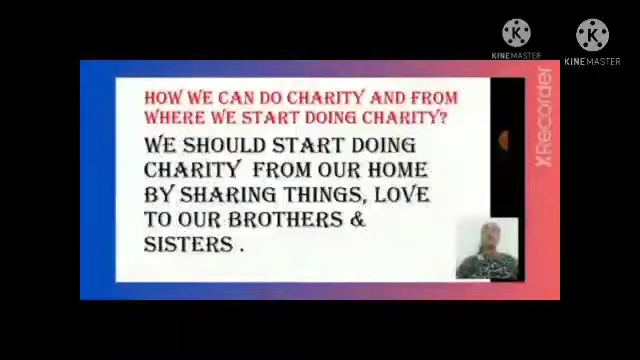 KINEMASTER
KINEMASTER
XRecorder
HOW WE CAN DO CHARITY AND FROM
WHERE WE START DOING CHARITY?
WE SHOULD START DOING
CHARITY FROM OUR HOME
BY SHARING THINGS, LOVE
TO OUR BROTHERS &
SISTERS .